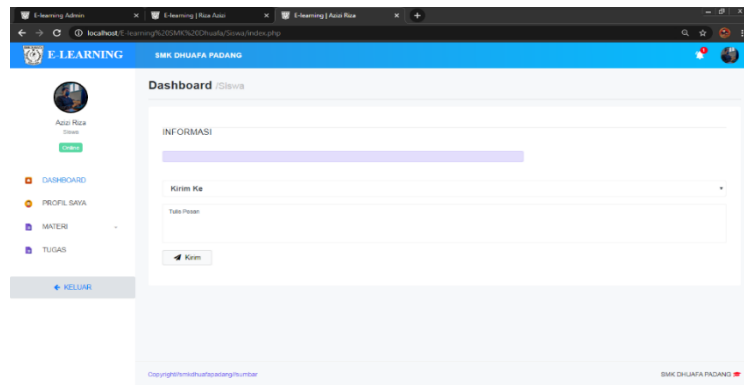 E-learning Admin
E-learning | Riza Azizi
E-learning | Azizi Riza
localhost/E-learning%20SMK%20Dhuafa/Siswa/index.php
E-LEARNING
SMK DHUAFA PADANG
Dashboard /Siswa
Azizi Riza
Siswa
Online
DASHBOARD
PROFIL SAYA
MATERI
TUGAS
KELUAR
INFORMASI
Kirim Ke
Tulis Pesan
Kirim
Copyright//smkdhuafapadang//sumbar
SMK DHUAFA PADANG